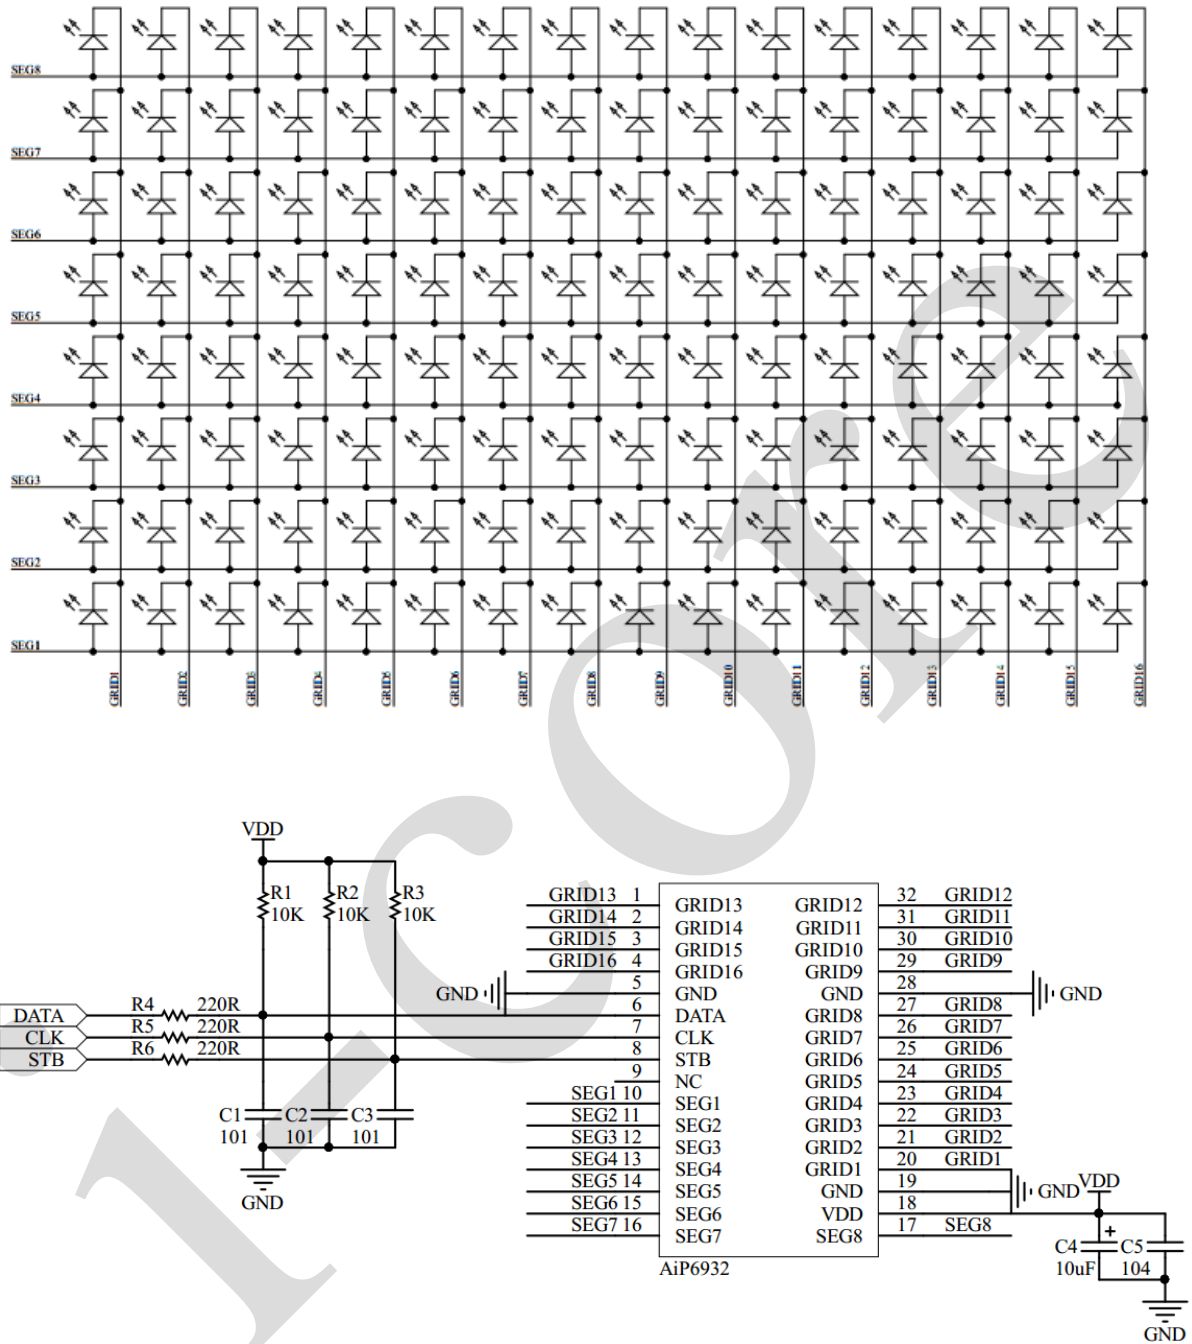 SEG8
SEG7
SEG6
SEG5
SEG4
SEG3
SEG2
SEG1
GRID1
GRID2
GRID3
GRID4
GRID5
GRID6
GRID7
GRID8
GRID9
GRID10
GRID11
GRID12
GRID13
GRID14
GRID15
GRID16
i-core
VDD
R1 R2 R3
10K 10K 10K
DATA R4 220R
CLK R5 220R
STB R6 220R
C1 C2 C3
101 101 101
GND
GRID13 1 GRID13 GRID12 32 GRID12
GRID14 2 GRID14 GRID11 31 GRID11
GRID15 3 GRID15 GRID10 30 GRID10
GRID16 4 GRID16 GRID9 29 GRID9
GND 5 GND GND 28 GND
6 DATA GRID8 27 GRID8
7 CLK GRID7 26 GRID7
8 STB GRID6 25 GRID6
9 NC GRID5 24 GRID5
SEG1 10 SEG1 GRID4 23 GRID4
SEG2 11 SEG2 GRID3 22 GRID3
SEG3 12 SEG3 GRID2 21 GRID2
SEG4 13 SEG4 GRID1 20 GRID1
SEG5 14 SEG5 GND 19 GND VDD
SEG6 15 SEG6 VDD 18
SEG7 16 SEG7 SEG8 17 SEG8
AiP6932
+
C4 C5
10uF 104
GND